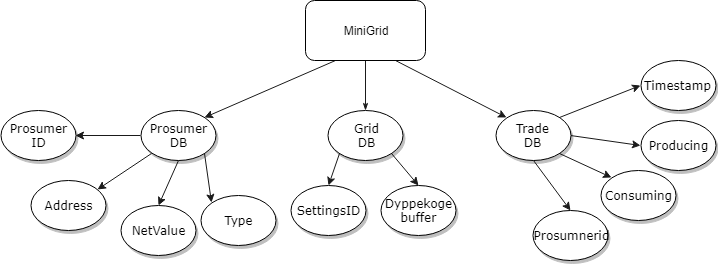 MiniGrid
Prosumer
ID
Prosumer
DB
Grid
DB
Trade
DB
Timestamp
Producing
Consuming
Prosumnerid
Address
NetValue
Type
SettingsID
Dyppekoge
buffer